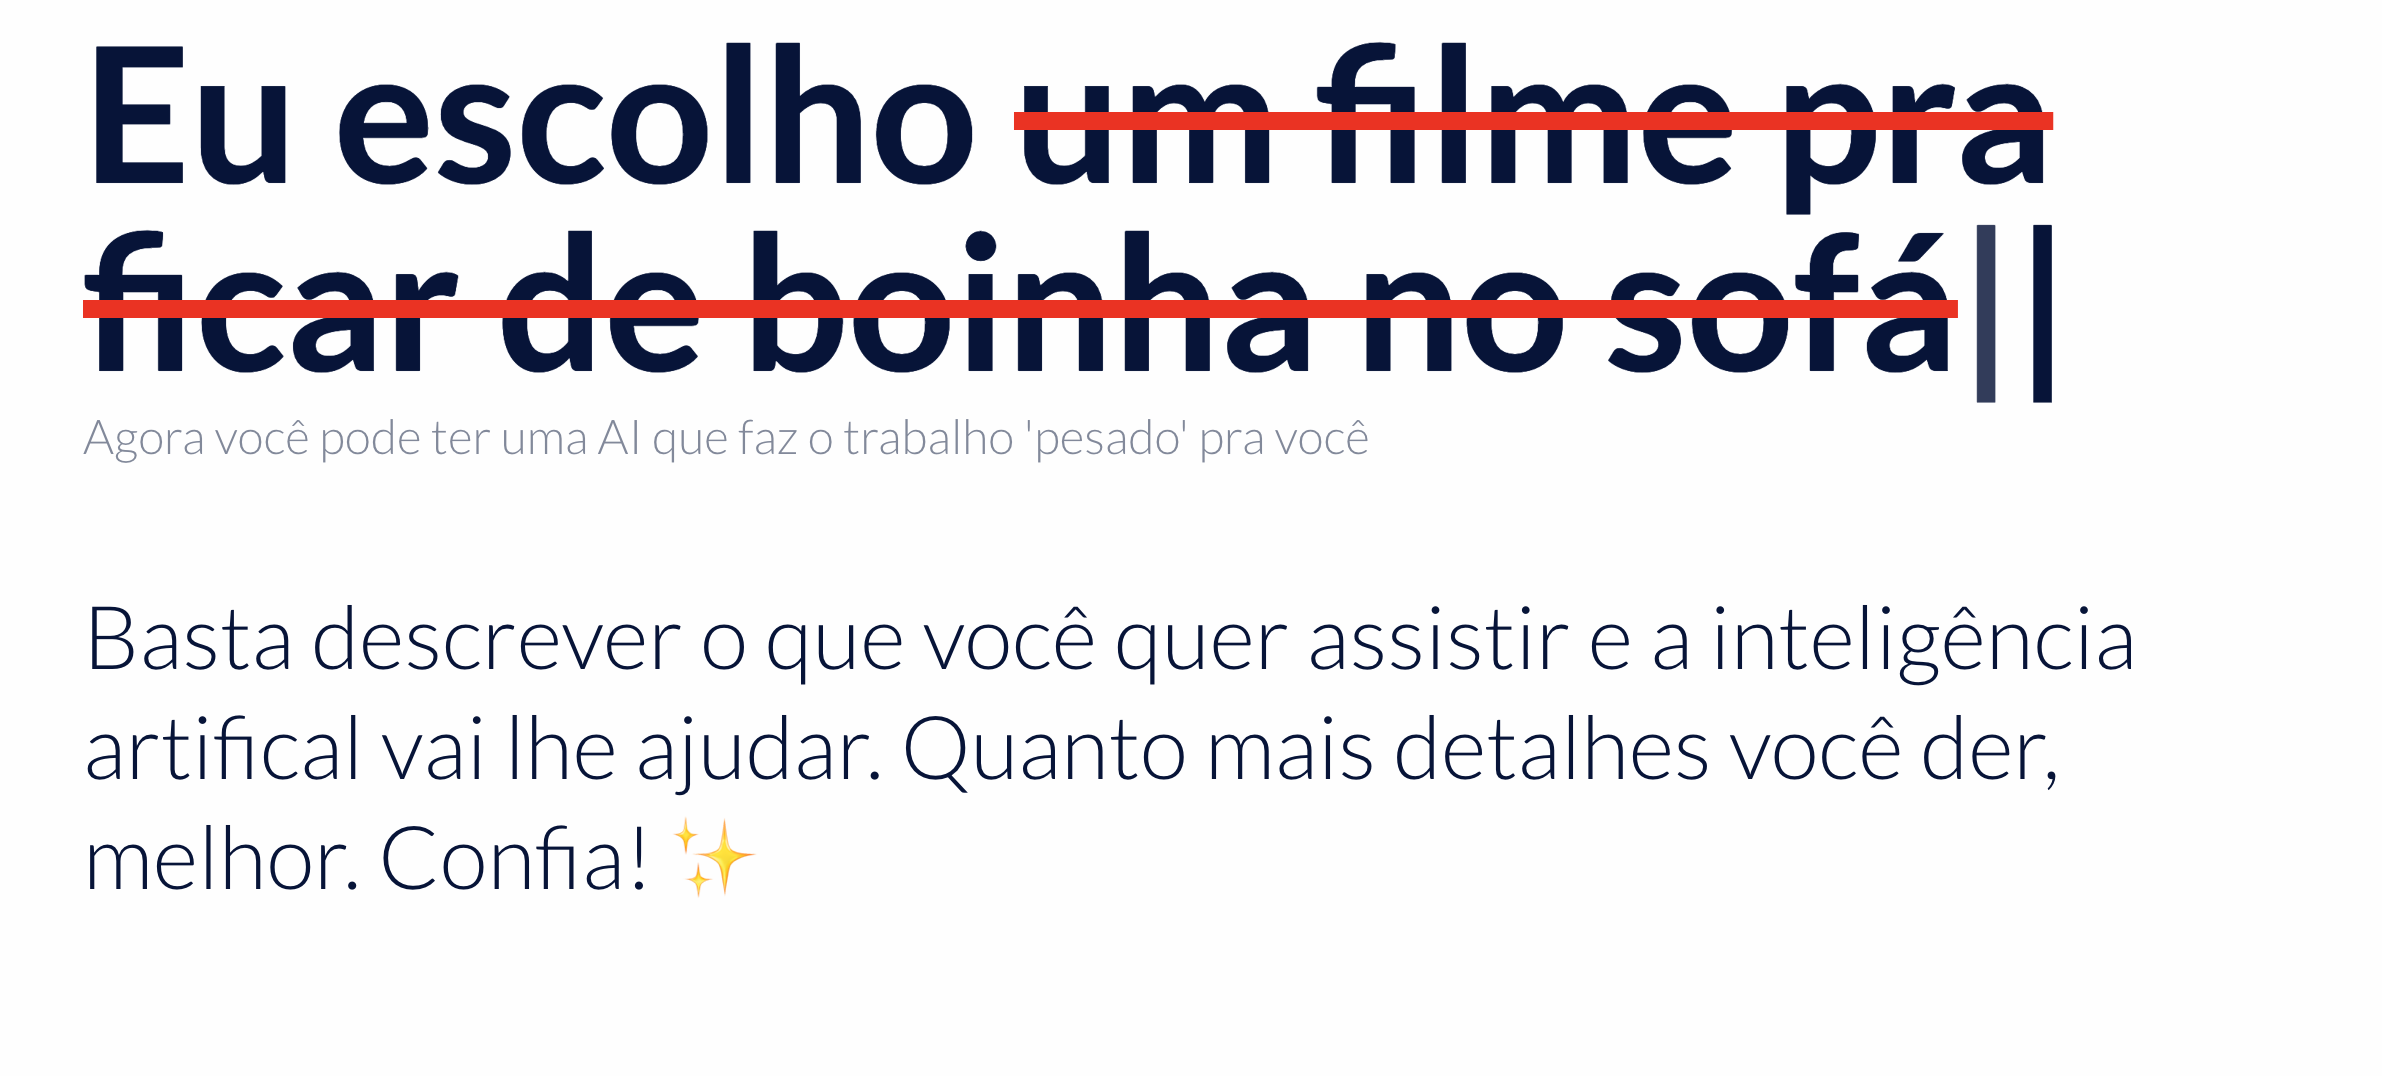 Eu escolho um filme pra
ficar de boinha no sofá||
Agora você pode ter uma AI que faz o trabalho 'pesado' pra você
Basta descrever o que você quer assistir e a inteligência
artifical vai lhe ajudar. Quanto mais detalhes você der,
melhor. Confia! ✨